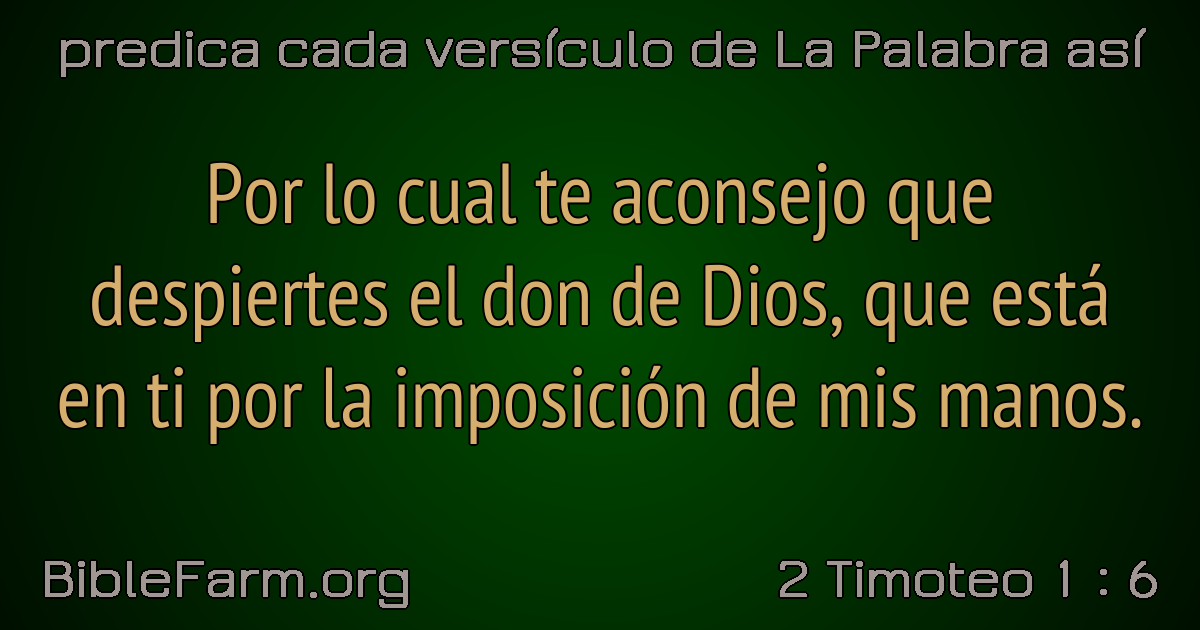 predica cada versículo de La Palabra así
Por lo cual te aconsejo que
despiertes el don de Dios, que está
en ti por la imposición de mis manos.
BibleFarm.org
2 Timoteo 1 : 6